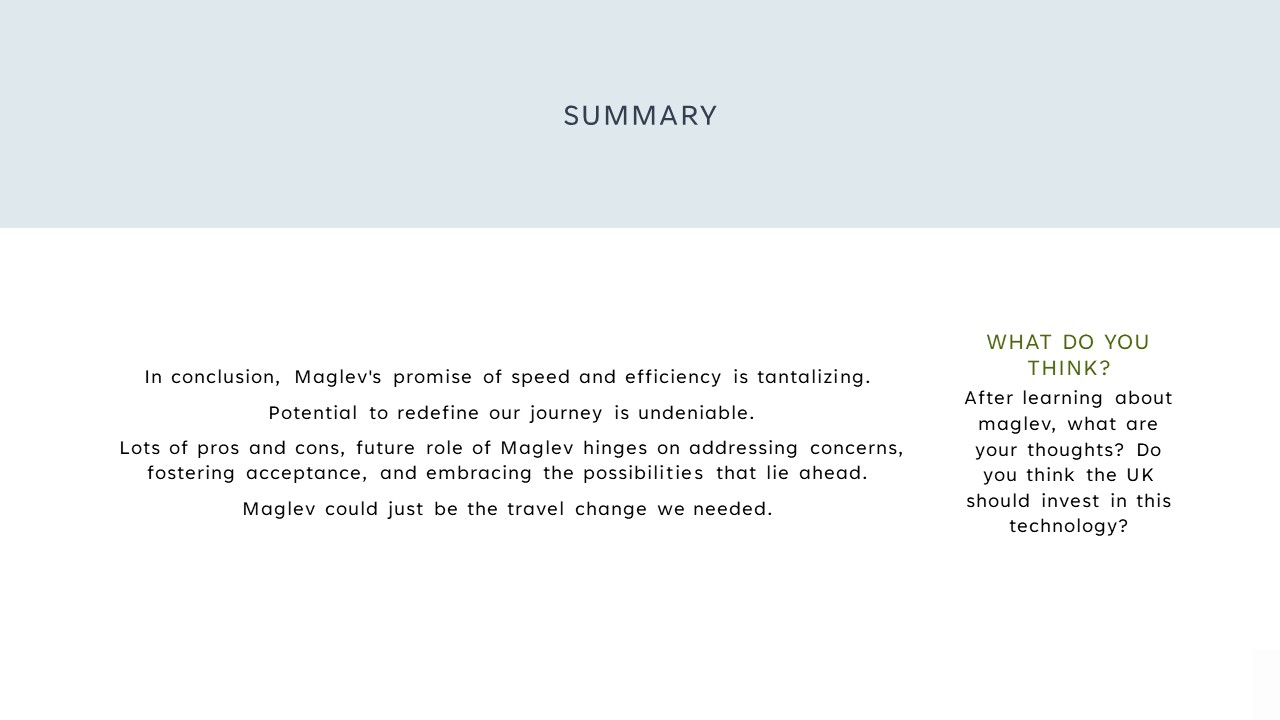 SUMMARY
In conclusion, Maglev's promise of speed and efficiency is tantalizing.
Potential to redefine our journey is undeniable.
Lots of pros and cons, future role of Maglev hinges on addressing concerns,
fostering acceptance, and embracing the possibilities that lie ahead.
Maglev could just be the travel change we needed.
WHAT DO YOU
THINK?
After learning about
maglev, what are
your thoughts? Do
you think the UK
should invest in this
technology?